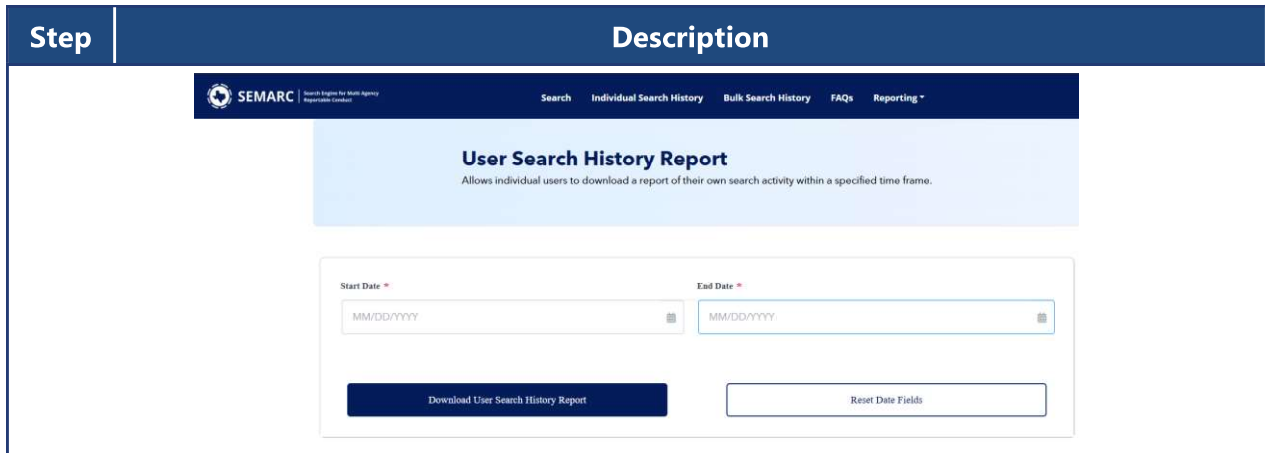 Step Description
SEMARC Search Engine for Multi Agency
Reportable Conduct
Search Individual Search History Bulk Search History FAQs Reporting
User Search History Report
Allows individual users to download a report of their own search activity within a specified time frame.
Start Date * End Date *
MM/DD/YYYY MM/DD/YYYY
Download User Search History Report Reset Date Fields